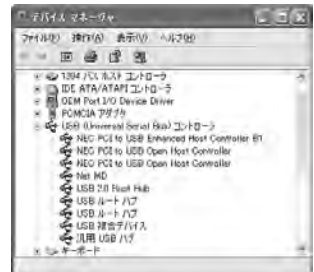 デバイス マネージャ
ファイル(F) 操作(A) 表示(V) ヘルプ(H)
1394 バス ホスト コントローラ
IDE ATA/ATAPI コントローラ
OEM Port I/O Device Driver
PCMCIA アダプタ
USB (Universal Serial Bus) コントローラ
NEC PCI to USB Enhanced Host Controller B1
NEC PCI to USB Open Host Controller
NEC PCI to USB Open Host Controller
Net MD
USB 2.0 Root Hub
USB ルート ハブ
USB ルート ハブ
USB 複合デバイス
汎用 USB ハブ
キーボード